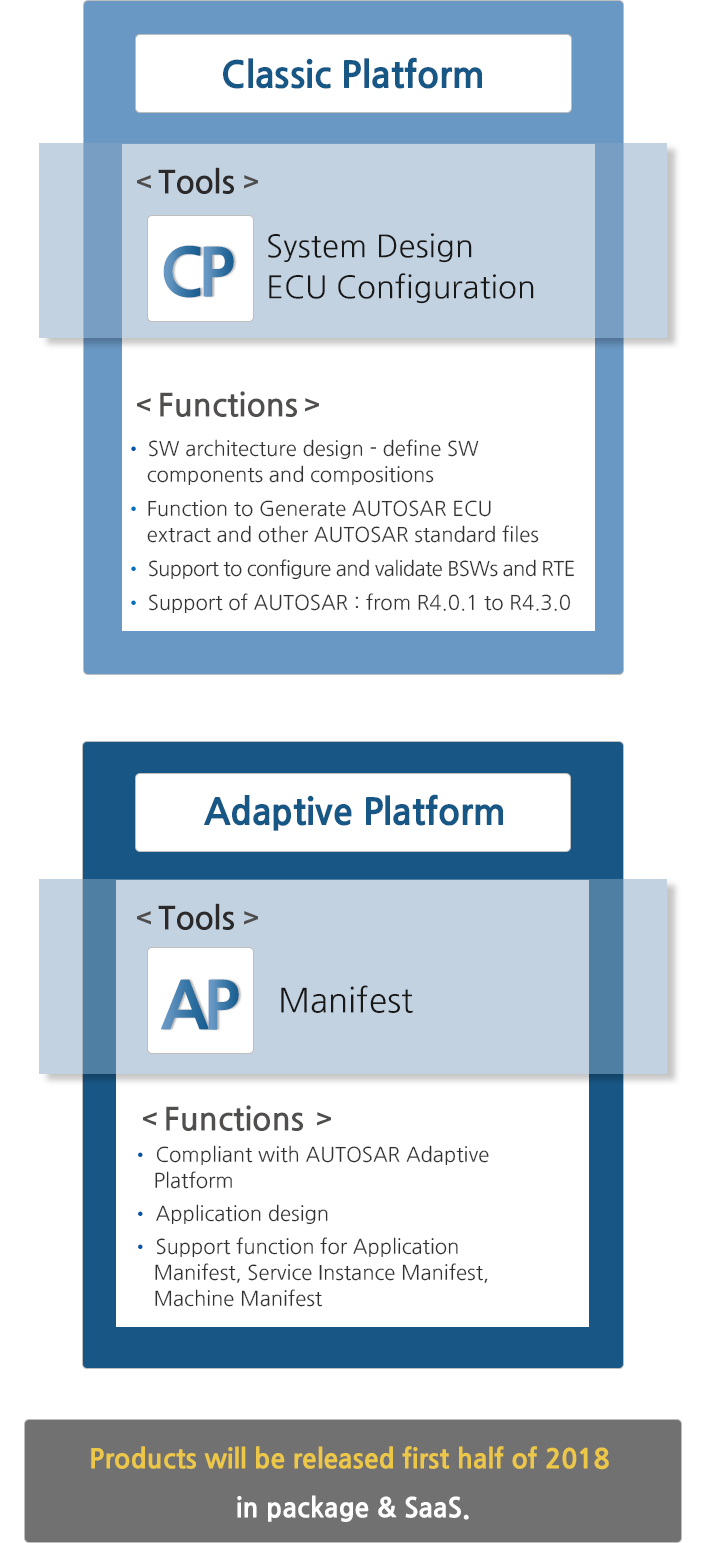 Classic Platform
< Tools >
CP
System Design
ECU Configuration
< Functions >
• SW architecture design - define SW
components and compositions
• Function to Generate AUTOSAR ECU
extract and other AUTOSAR standard files
• Support to configure and validate BSWs and RTE
• Support of AUTOSAR : from R4.0.1 to R4.3.0
Adaptive Platform
< Tools >
AP
Manifest
< Functions >
• Compliant with AUTOSAR Adaptive
Platform
• Application design
• Support function for Application
Manifest, Service Instance Manifest,
Machine Manifest
Products will be released first half of 2018
in package & SaaS.